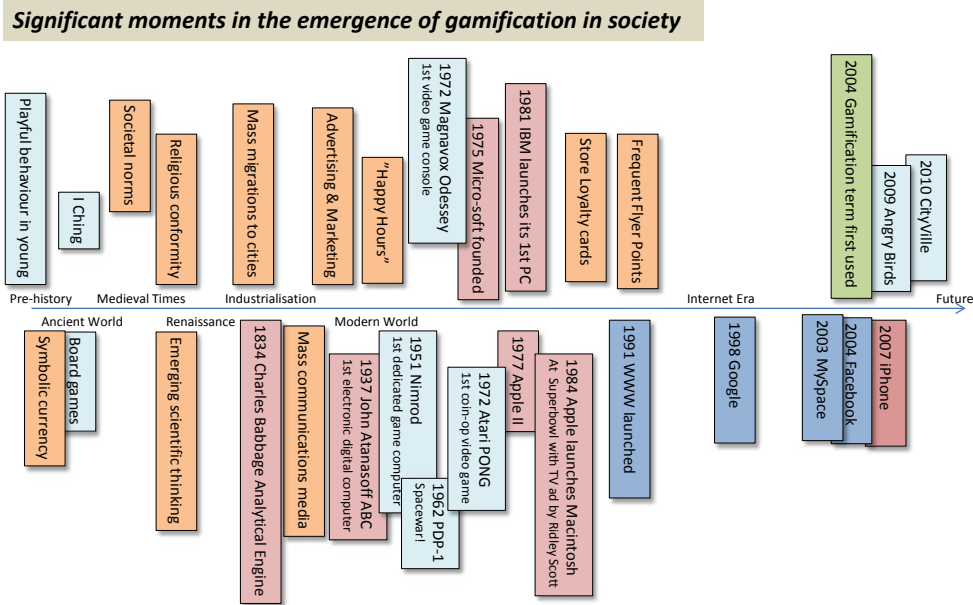 Significant moments in the emergence of gamification in society
Playful behaviour in young
I Ching
Societal norms
Religious conformity
Mass migrations to cities
Advertising & Marketing
”Happy Hours”
1972 Magnavox Odessey
1st video game console
1975 Micro-soft founded
1981 IBM launches its 1st PC
Store Loyalty cards
Frequent Flyer Points
2004 Gamification term first used
2009 Angry Birds
2010 CityVille
Pre-history
Medieval Times
Industrialisation
Internet Era
Future
Ancient World
Renaissance
Modern World
Symbolic currency
Board games
Emerging scientific thinking
1834 Charles Babbage Analytical Engine
Mass communications media
1937 John Atanasoff ABC
1st electronic digital computer
1951 Nimrod
1st dedicated game computer
1962 PDP-1
Spacewar!
1972 Atari PONG
1st coin-op video game
1977 Apple II
1984 Apple launches Macintosh
At Superbowl with TV ad by Ridley Scott
1991 WWW launched
1998 Google
2003 MySpace
2004 Facebook
2007 iPhone